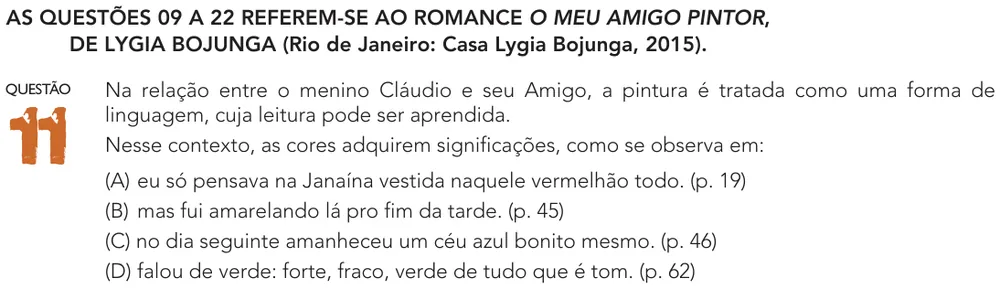 AS QUESTÕES 09 A 22 REFEREM-SE AO ROMANCE O MEU AMIGO PINTOR,
DE LYGIA BOJUNGA (Rio de Janeiro: Casa Lygia Bojunga, 2015).
QUESTÃO
11
Na relação entre o menino Cláudio e seu Amigo, a pintura é tratada como uma forma de
linguagem, cuja leitura pode ser aprendida.
Nesse contexto, as cores adquirem significações, como se observa em:
(A) eu só pensava na Janaína vestida naquele vermelhão todo. (p. 19)
(B) mas fui amarelando lá pro fim da tarde. (p. 45)
(C) no dia seguinte amanheceu um céu azul bonito mesmo. (p. 46)
(D) falou de verde: forte, fraco, verde de tudo que é tom. (p. 62)